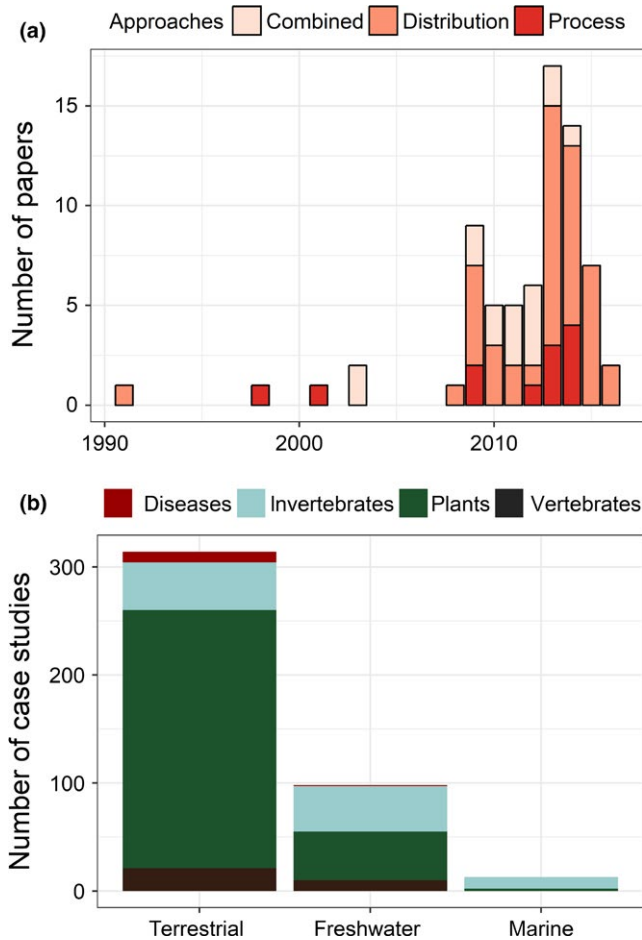 Approaches Combined Distribution Process
(a)
Number of papers
15
10
5
0
1990 2000 2010
(b)
Diseases Invertebrates Plants Vertebrates
Number of case studies
300
200
100
0
Terrestrial Freshwater Marine